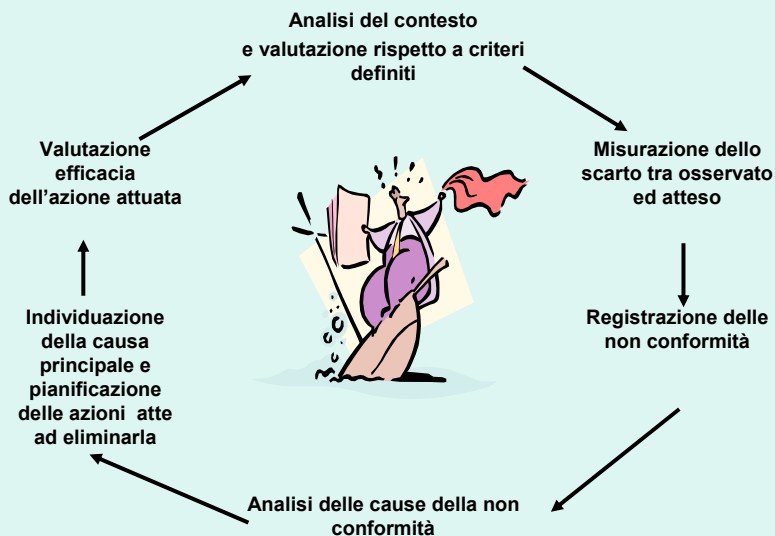 Analisi del contesto
e valutazione rispetto a criteri
definiti
Misurazione dello
scarto tra osservato
ed atteso
Registrazione delle
non conformità
Analisi delle cause della non
conformità
Individuazione
della causa
principale e
pianificazione
delle azioni atte
ad eliminarla
Valutazione
efficacia
dell'azione attuata